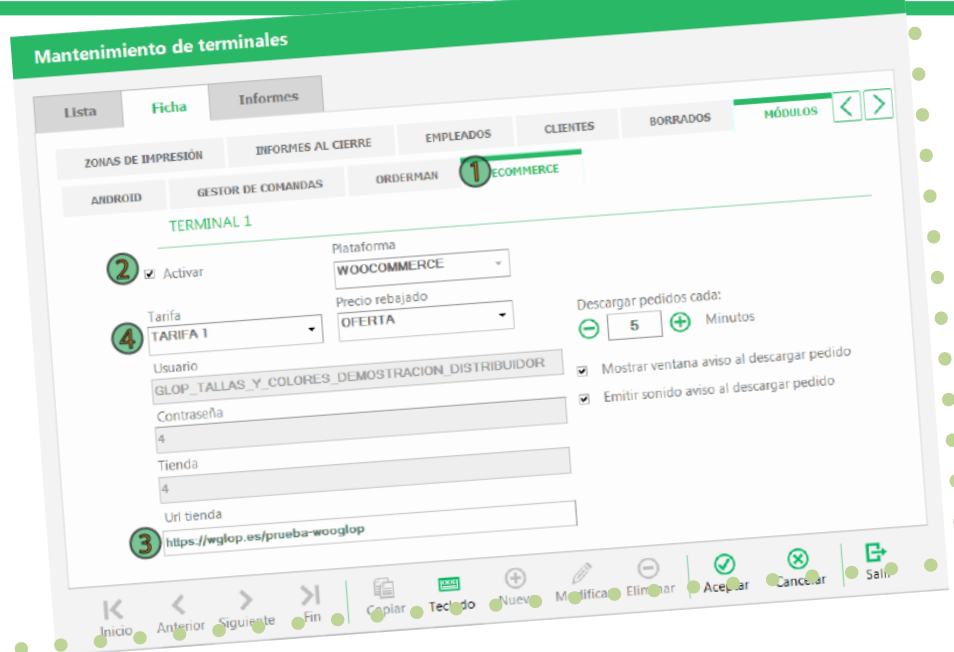 Mantenimiento de terminales
Lista Ficha Informes
ZONAS DE IMPRESIÓN INFORMES AL CIERRE EMPLEADOS CLIENTES BORRADOS MÓDULOS
ANDROID GESTOR DE COMANDAS ORDERMAN 1 ECOMMERCE
TERMINAL 1
2 Activar
Plataforma
WOOCOMMERCE
Tarifa
4 TARIFA 1
Precio rebajado
OFERTA
Descargar pedidos cada:
5 Minutos
Usuario
GLOP_TALLAS_Y_COLORES_DEMOSTRACION_DISTRIBUIDOR
Mostrar ventana aviso al descargar pedido
Emitir sonido aviso al descargar pedido
Contraseña
4
Tienda
4
Url tienda
3 https://wglop.es/prueba-wooglop
Inicio Anterior Siguiente Fin Copiar Teclado Nuevo Modificar Eliminar Aceptar Cancelar Salir